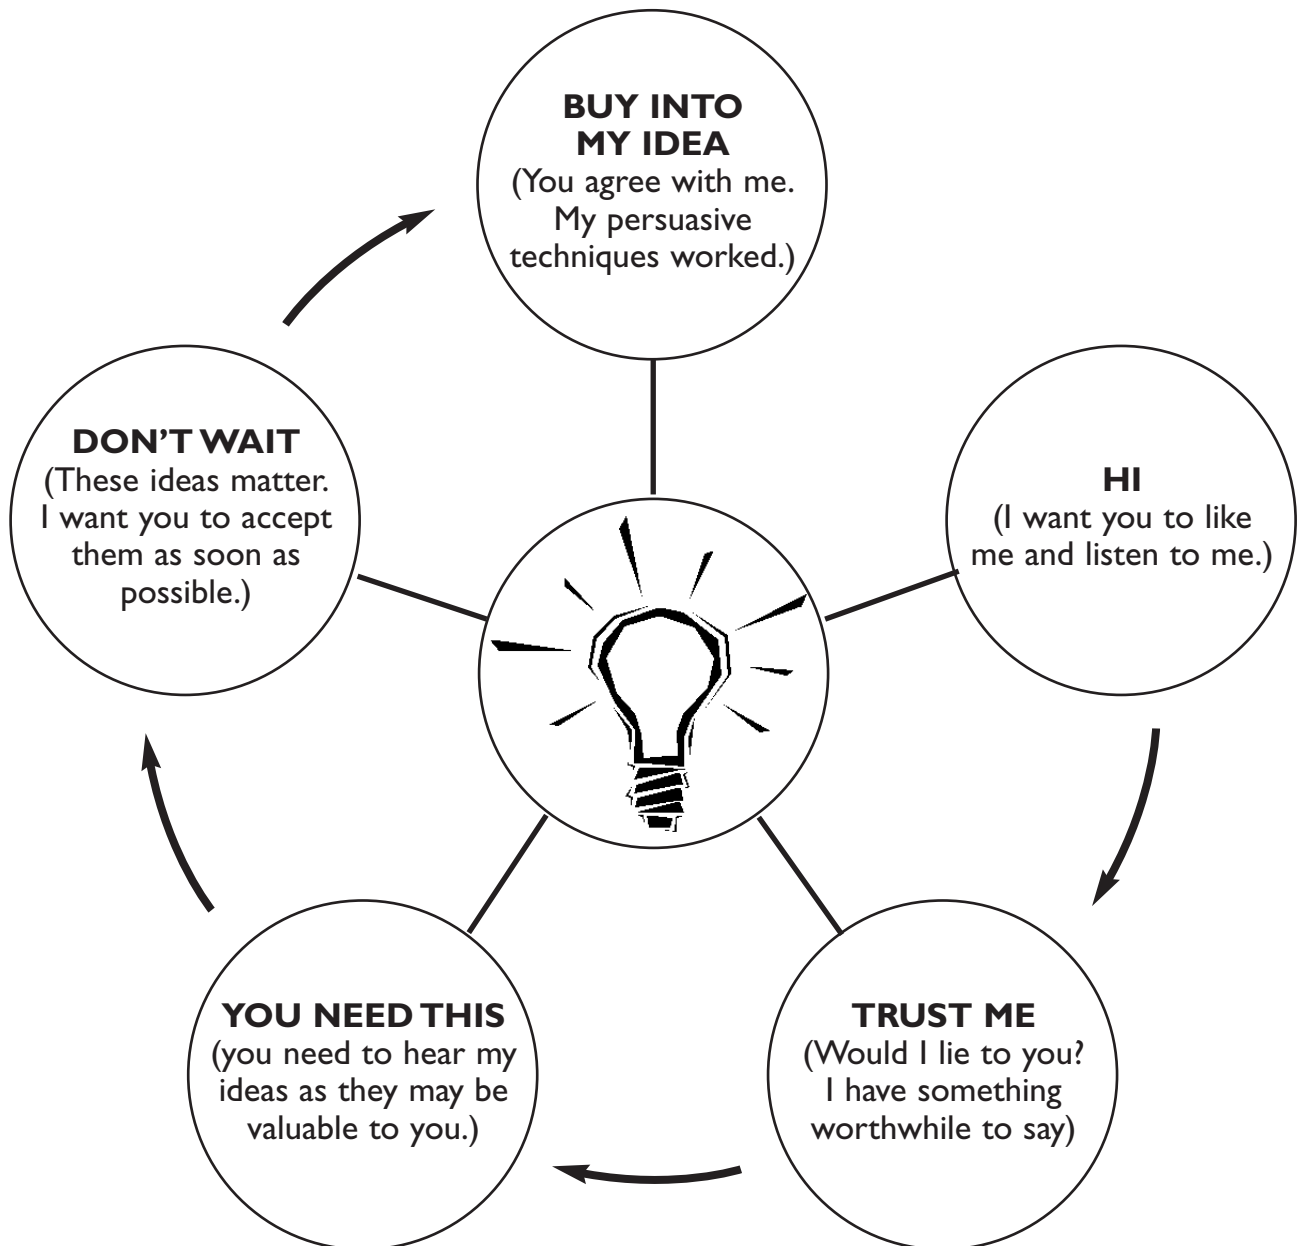 BUY INTO
MY IDEA
(You agree with me.
My persuasive
techniques worked.)
HI
(I want you to like
me and listen to me.)
TRUST ME
(Would I lie to you?
I have something
worthwhile to say)
YOU NEED THIS
(you need to hear my
ideas as they may be
valuable to you.)
DON'T WAIT
(These ideas matter.
I want you to accept
them as soon as
possible.)